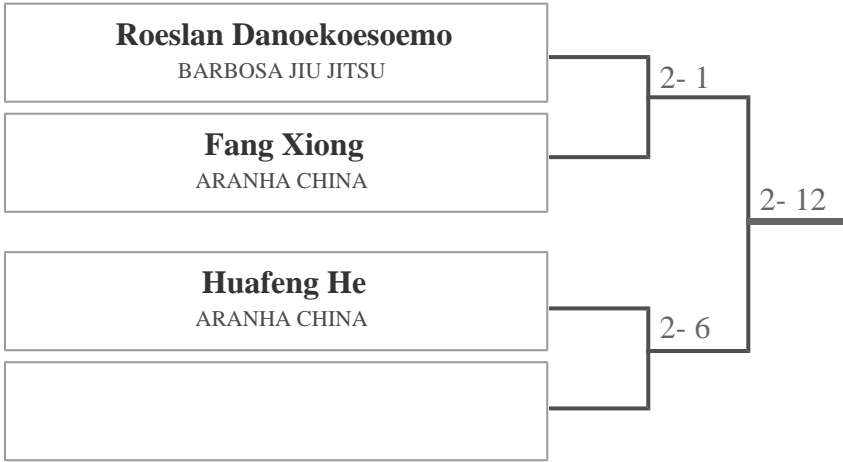 Roeslan Danoekoesoemo
BARBOSA JIU JITSU
2- 1
Fang Xiong
ARANHA CHINA
2- 12
Huafeng He
ARANHA CHINA
2- 6